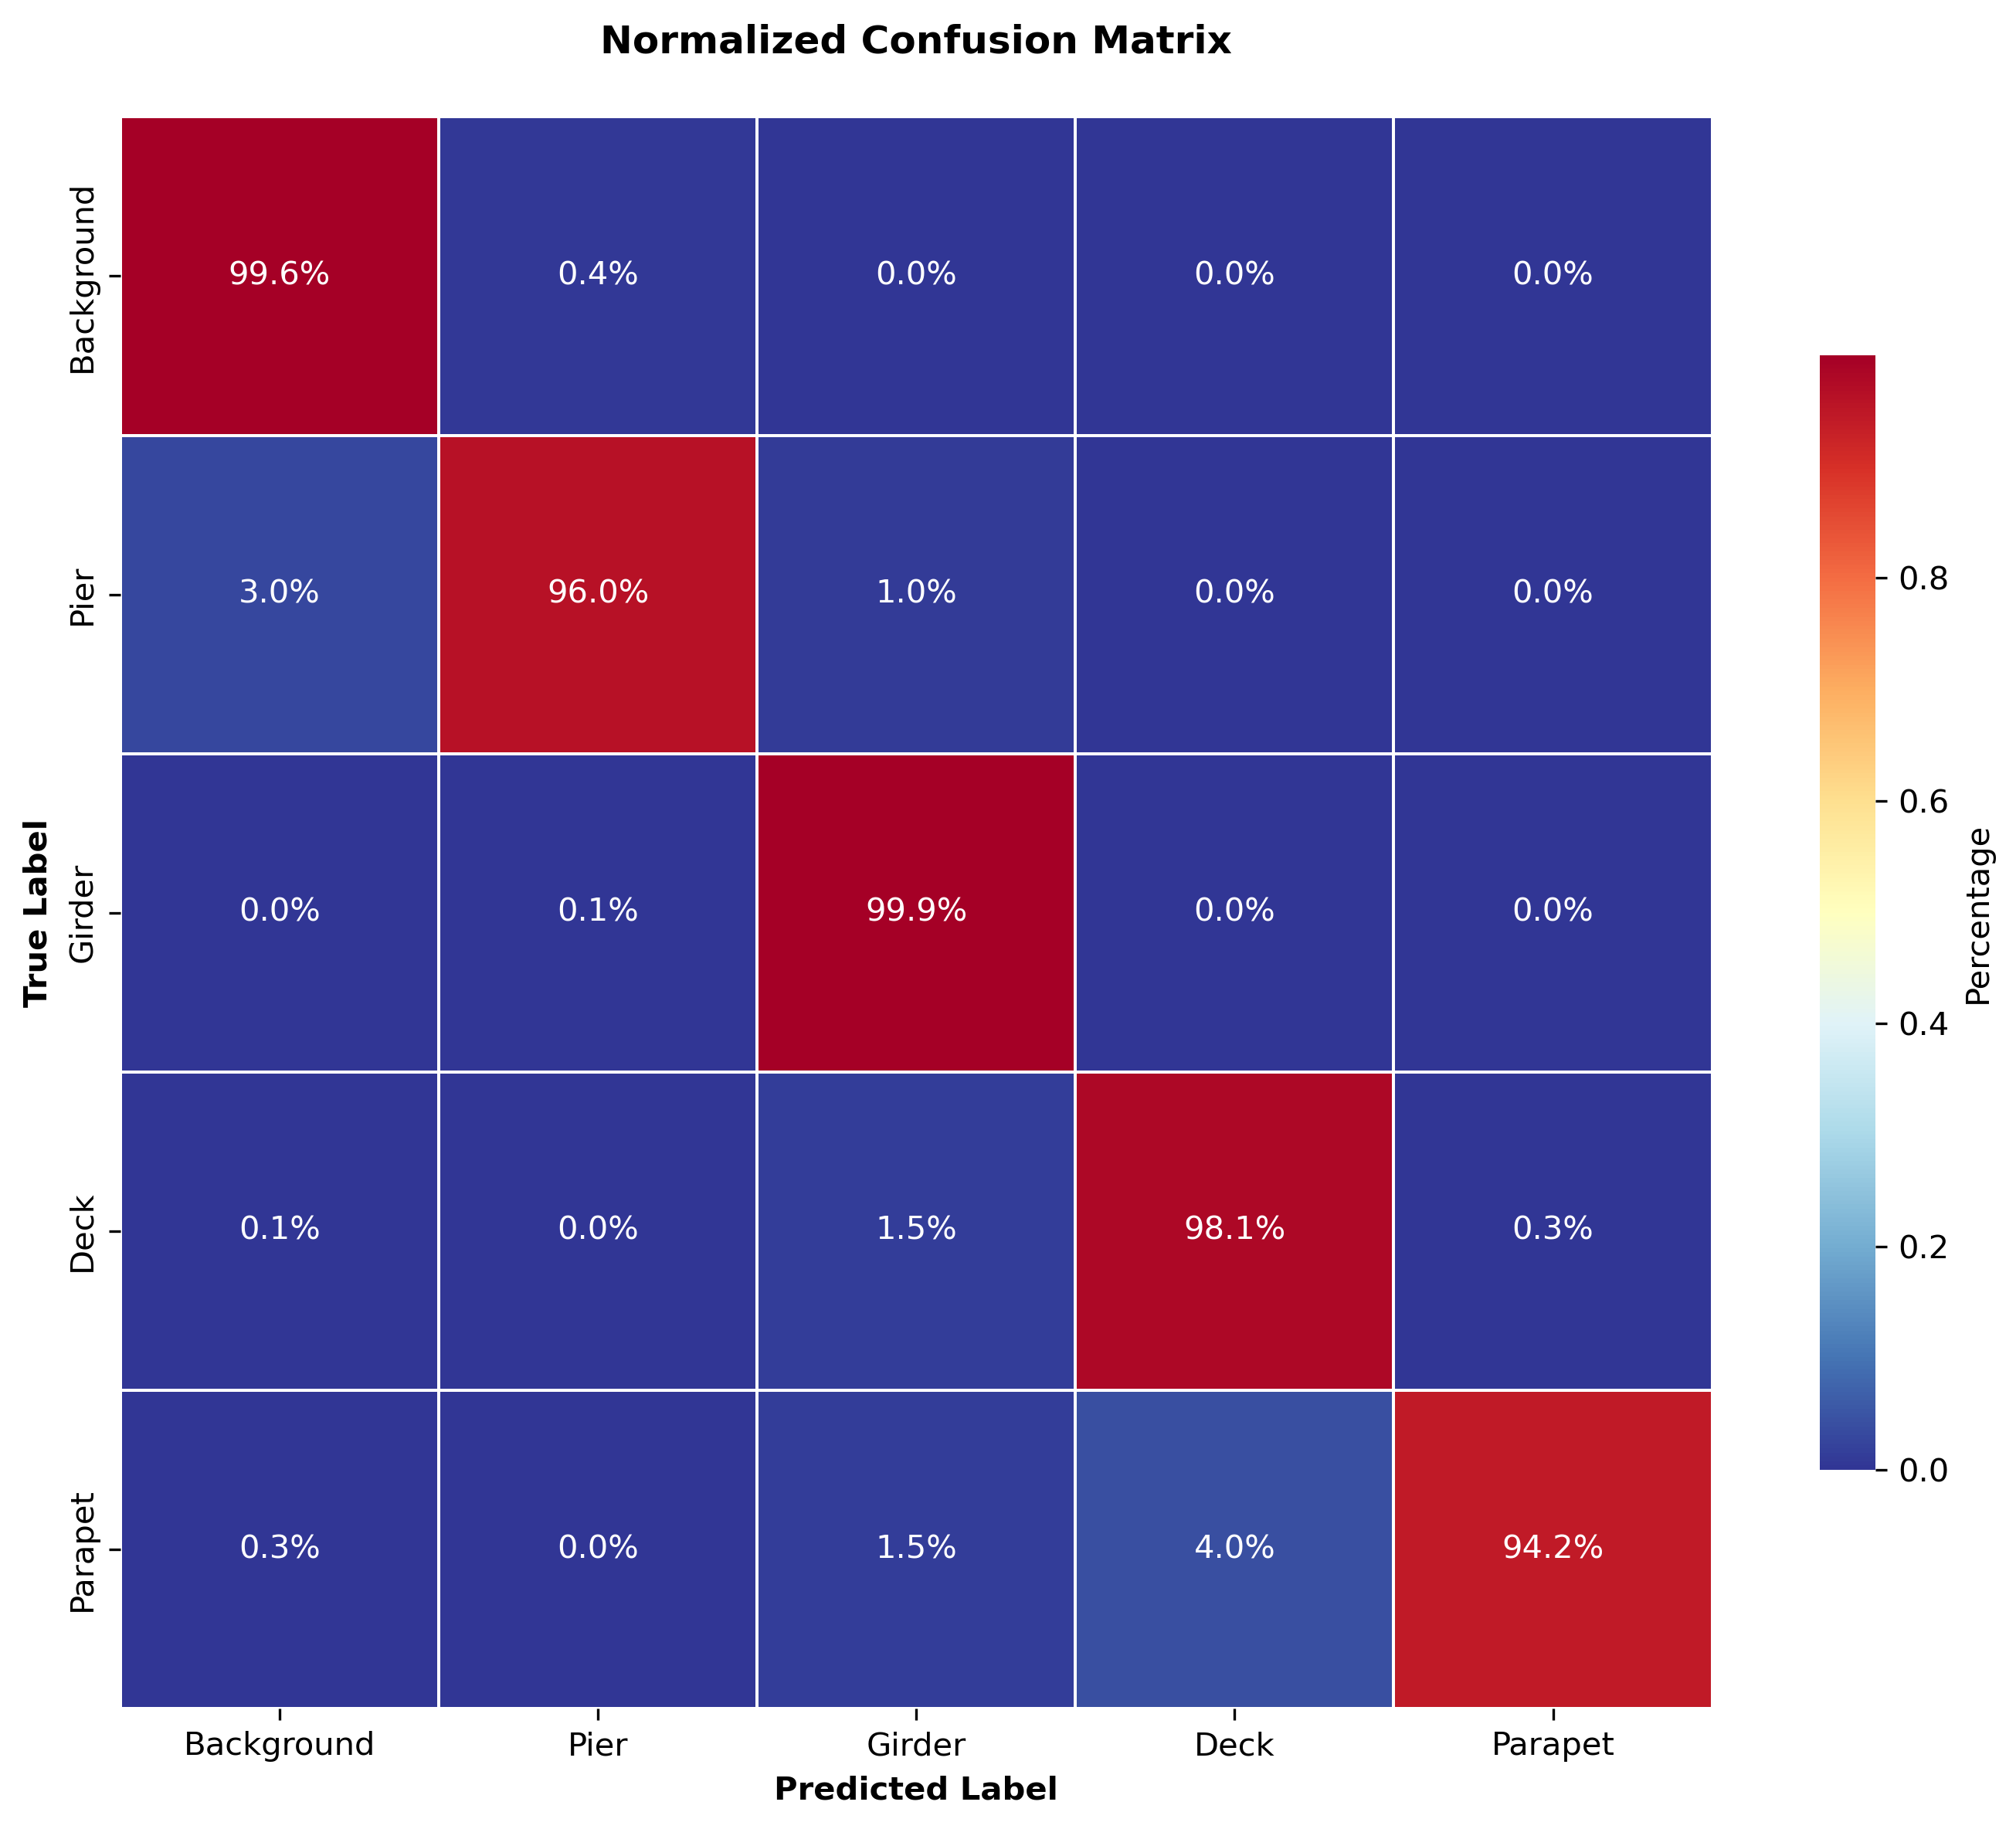 Normalized Confusion Matrix
True Label
Background
99.6% 0.4% 0.0% 0.0% 0.0%
Pier
3.0% 96.0% 1.0% 0.0% 0.0%
Girder
0.0% 0.1% 99.9% 0.0% 0.0%
Deck
0.1% 0.0% 1.5% 98.1% 0.3%
Parapet
0.3% 0.0% 1.5% 4.0% 94.2%
Background Pier Girder Deck Parapet
Predicted Label
0.8
0.6
0.4
0.2
0.0
Percentage